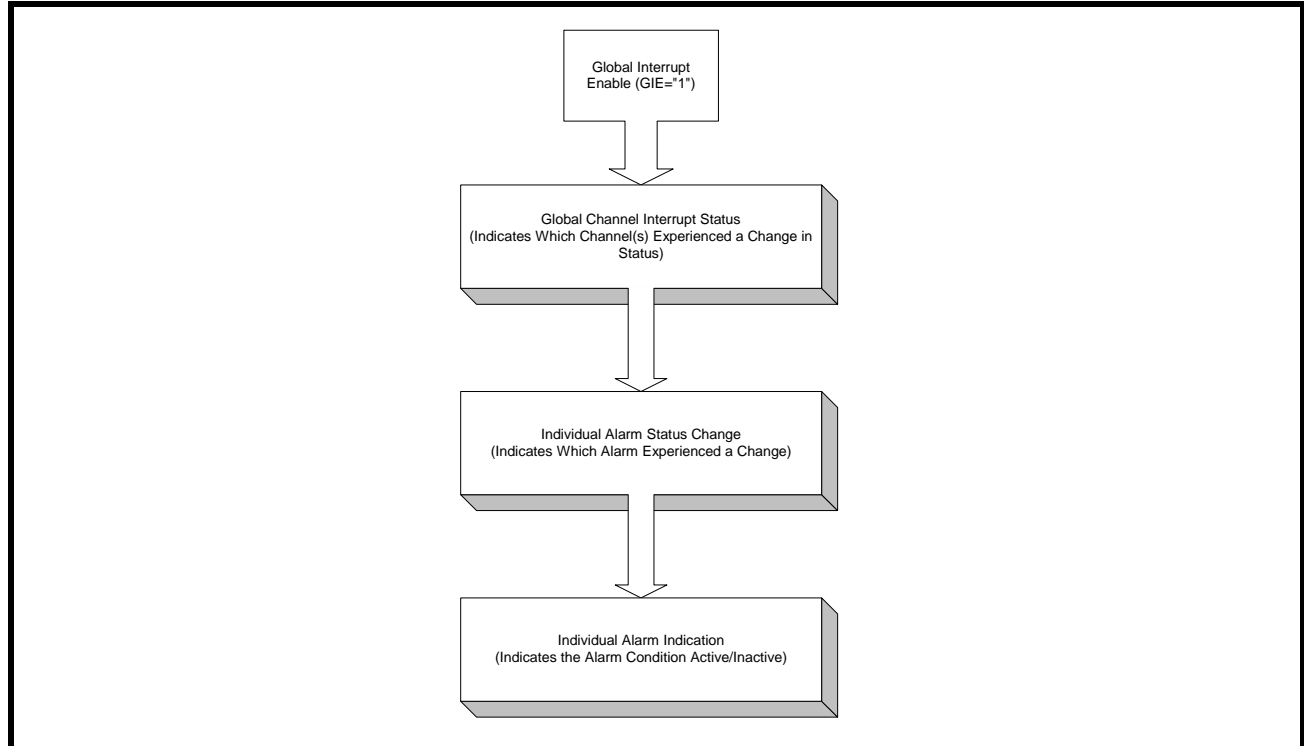 Global Interrupt
Enable (GIE="1")
Global Channel Interrupt Status
(Indicates Which Channel(s) Experienced a Change in
Status)
Individual Alarm Status Change
(Indicates Which Alarm Experienced a Change)
Individual Alarm Indication
(Indicates the Alarm Condition Active/Inactive)